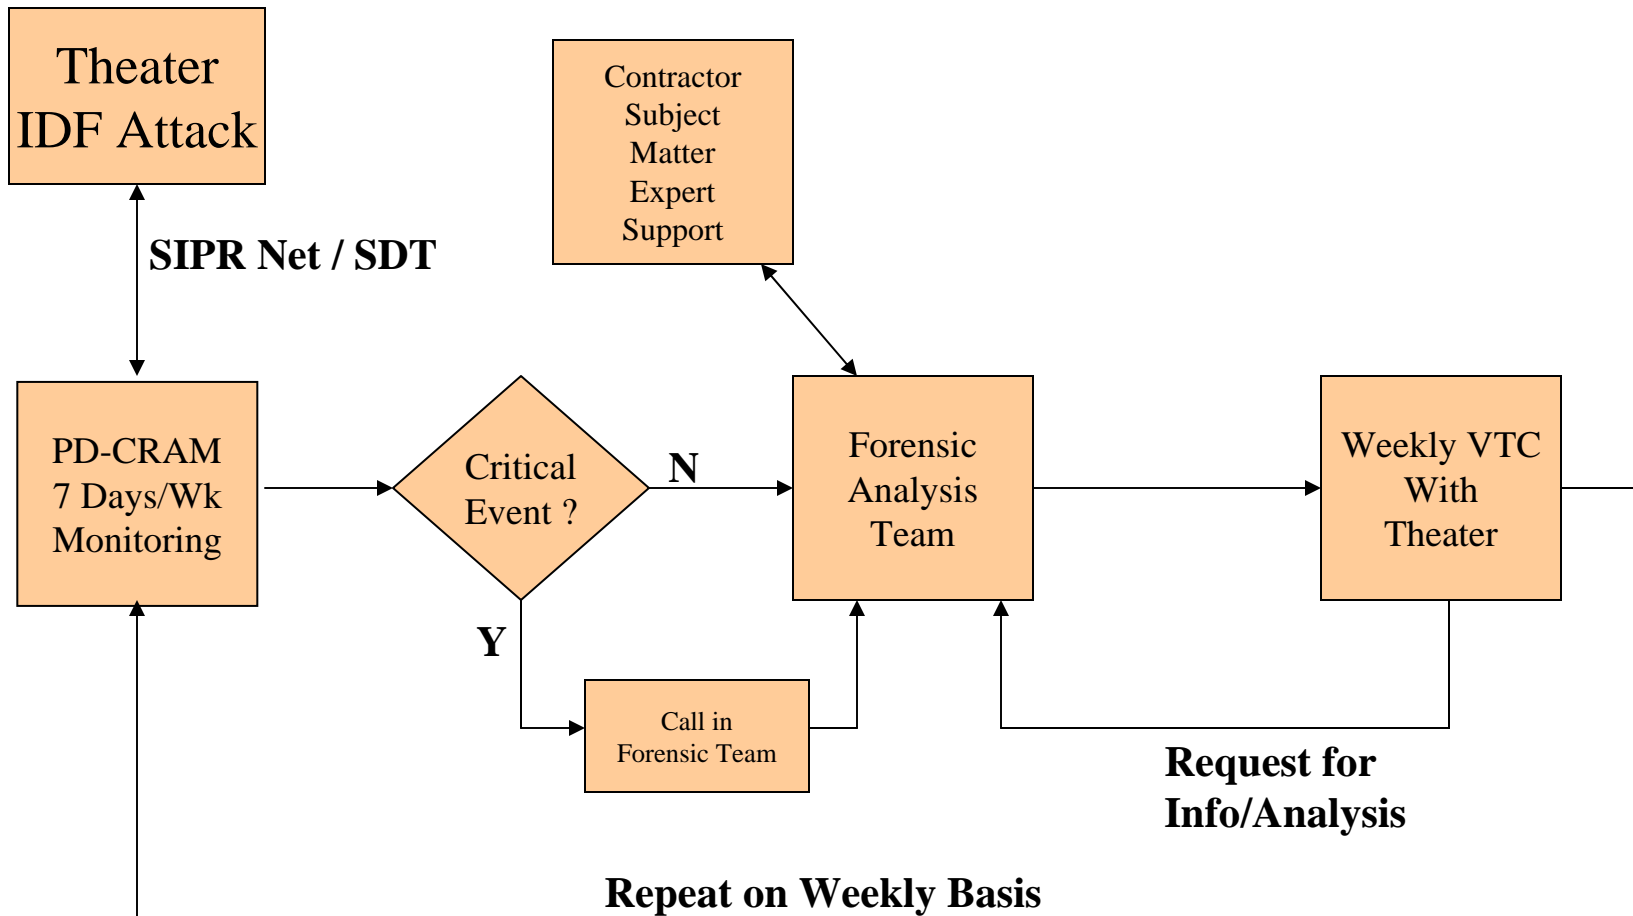 Theater
IDF Attack
Contractor
Subject
Matter
Expert
Support
SIPR Net / SDT
PD-CRAM
7 Days/Wk
Monitoring
Critical
Event ?
N
Forensic
Analysis
Team
Weekly VTC
With
Theater
Y
Call in
Forensic Team
Request for
Info/Analysis
Repeat on Weekly Basis